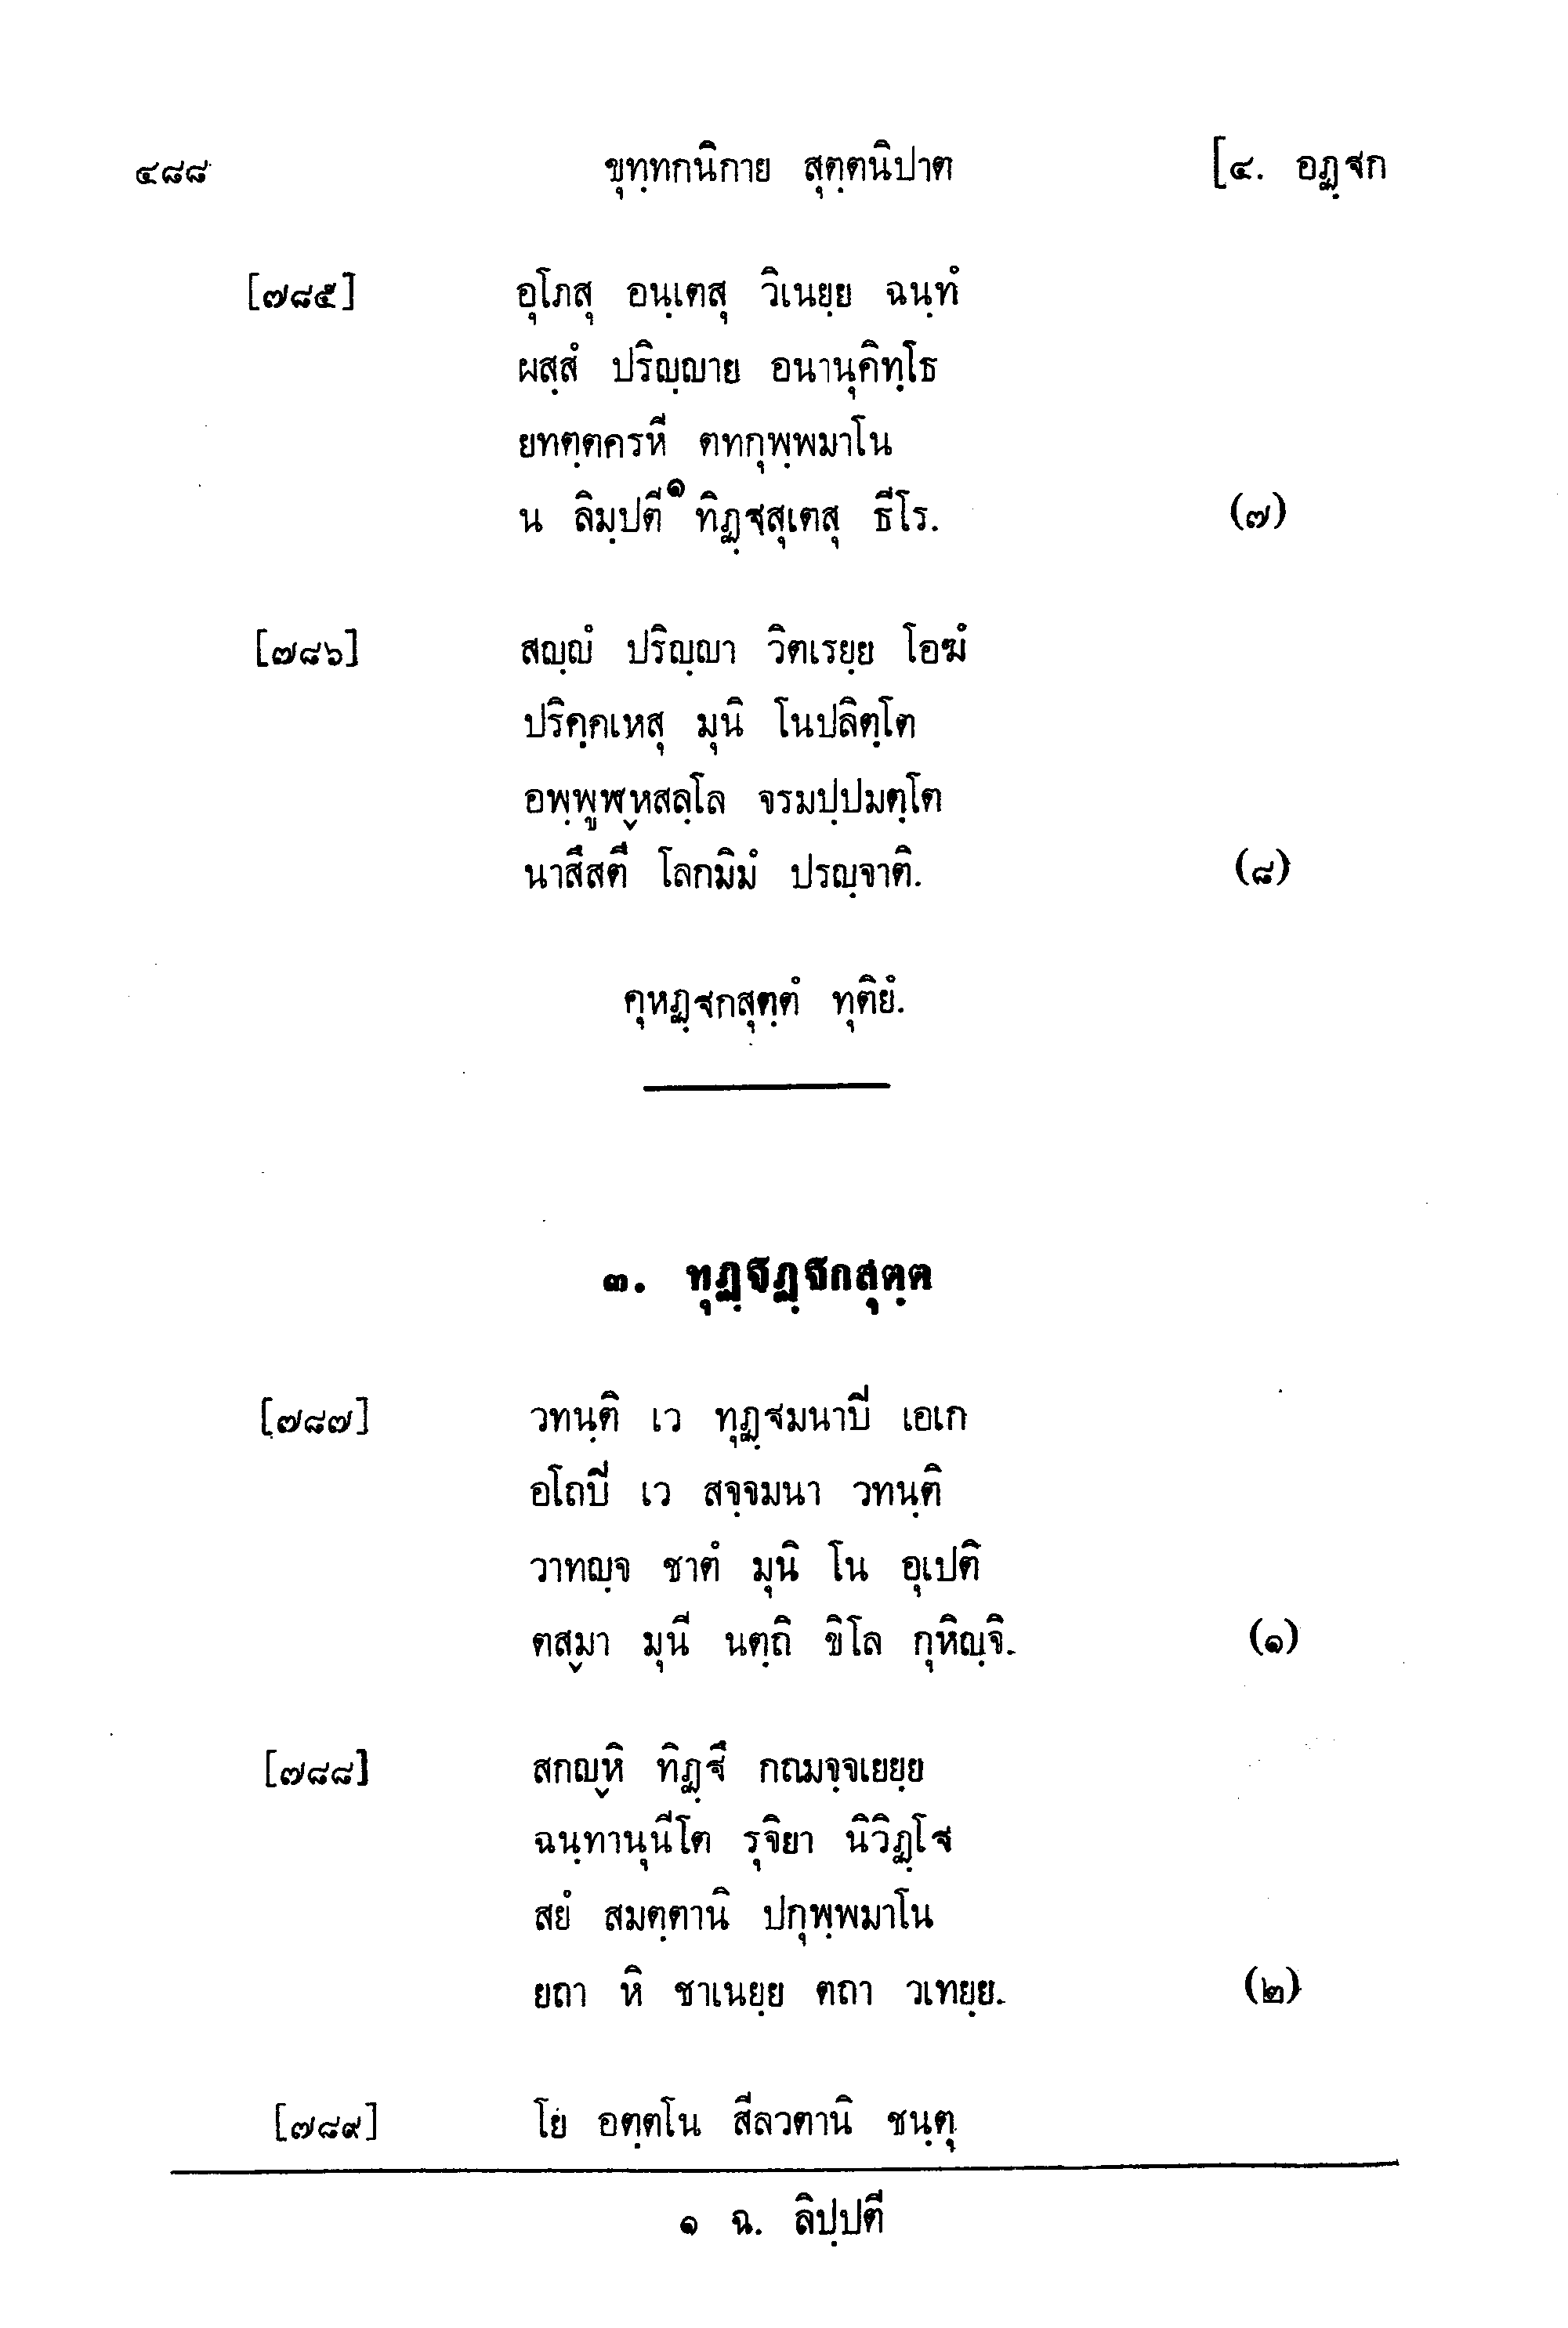 ๔๘๘ ขุทฺทกนิกาย สุตฺตนิปาต [๔. อฏฺฐก
[๗๘๕] อุโภสุ อนฺเตสุ วิเนยฺย ฉนฺทํ
ผสฺสํ ปริญฺญาย อนานุคิทฺโธ
ยทตฺตครหี ตทกุพฺพมาโน
น ลิมฺปตี๑ ทิฏฺฐสุเตสุ ธีโร. (๗)
[๗๘๖] สญฺญํ ปริญฺญา วิตเรยฺย โอฆํ
ปริคฺคเหสุ มุนิ โนปลิตฺโต
อพฺพูฬฺหสลฺโล จรมปฺปมตฺโต
นาสึสตี โลกมิมํ ปรญฺจาติ. (๘)
คุหฏฺฐกสุตฺตํ ทุติยํ.
๓. ทุฏฺฐฏฺฐกสุตฺต
[๗๘๗] วทนฺติ เว ทุฏฺฐมนาปี เอเก
อโถปี เว สจฺจมนา วทนฺติ
วาทญฺจ ชาตํ มุนิ โน อุเปติ
ตสฺมา มุนี นตฺถิ ขิโล กุหิญฺจิ.	(๑)
[๗๘๘] สกญฺหิ ทิฏฺฐึ กถมจฺจเยยฺย
ฉนฺทานุนีโต รุจิยา นิวิฏฺโฐ
สยํ สมตฺตานิ ปกุพฺพมาโน
ยถา หิ ชาเนยฺย ตถา วเทยฺย. (๒)
[๗๘๙] โย อตฺตโน สีลวตานิ ชนฺตุ
๑ ฉ. ลิปฺปตี